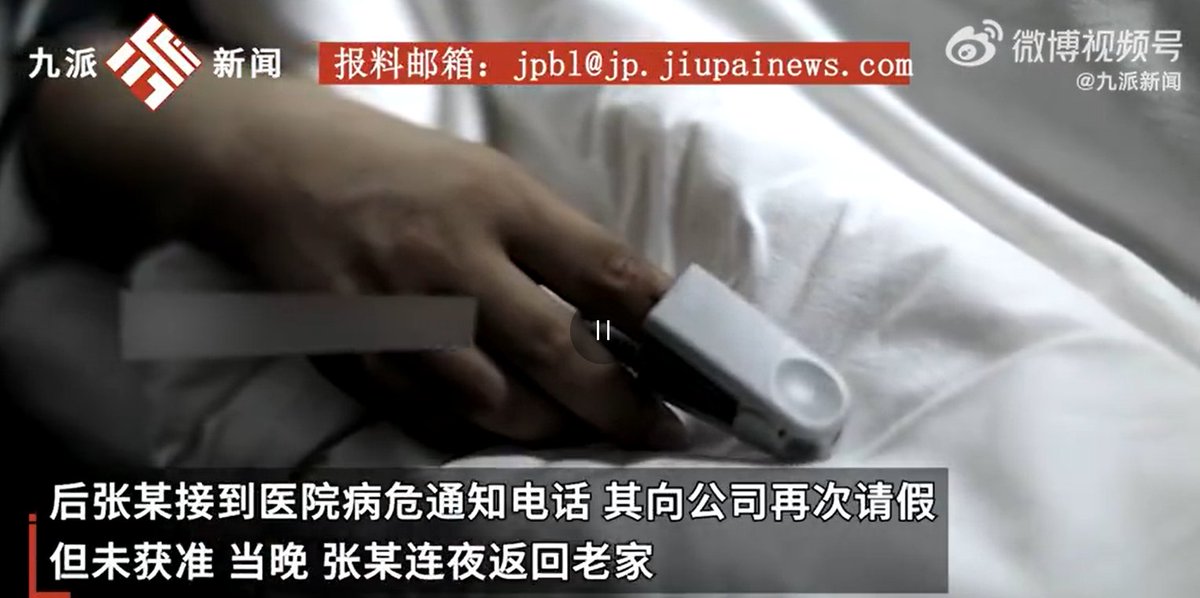 九派 新闻
报料邮箱：jpbl@jp.jiupainews.com
微博视频号
@九派新闻
后张某接到医院病危通知电话 其向公司再次请假
但未获准 当晚 张某连夜返回老家